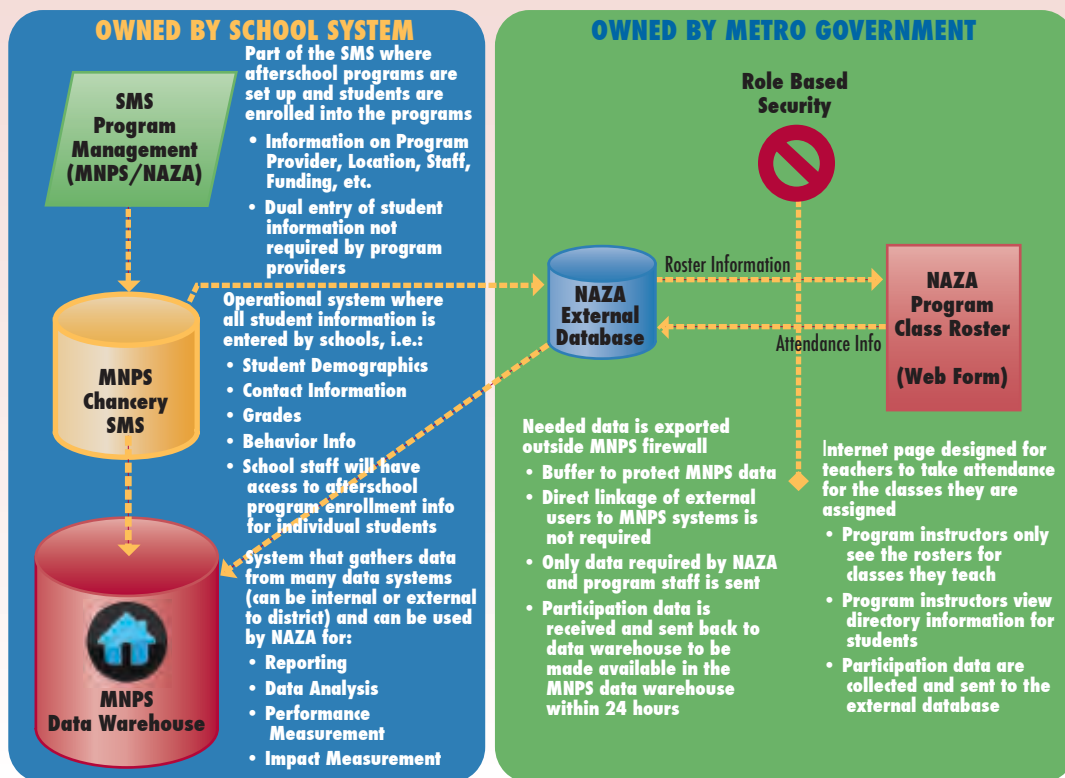 OWNED BY SCHOOL SYSTEM
SMS
Program
Management
(MNPS/NAZA)
Part of the SMS where
afterschool programs are
set up and students are
enrolled into the programs
• Information on Program
Provider, Location, Staff,
Funding, etc.
• Dual entry of student
information not
required by program
providers
MNPS
Chancery
SMS
Operational system where
all student information is
entered by schools, i.e.:
• Student Demographics
• Contact Information
• Grades
• Behavior Info
• School staff will have
access to afterschool
program enrollment info
for individual students
MNPS
Data Warehouse
System that gathers data
from many data systems
(can be internal or external
to district) and can be used
by NAZA for:
• Reporting
• Data Analysis
• Performance
Measurement
• Impact Measurement
OWNED BY METRO GOVERNMENT
Role Based
Security
NAZA
External
Database
Roster Information
Attendance Info
NAZA
Program
Class Roster
(Web Form)
Needed data is exported
outside MNPS firewall
• Buffer to protect MNPS data
• Direct linkage of external
users to MNPS systems is
not required
• Only data required by NAZA
and program staff is sent
• Participation data is
received and sent back to
data warehouse to be
made available in the
MNPS data warehouse
within 24 hours
Internet page designed for
teachers to take attendance
for the classes they are
assigned
• Program instructors only
see the rosters for
classes they teach
• Program instructors view
directory information for
students
• Participation data are
collected and sent to the
external database